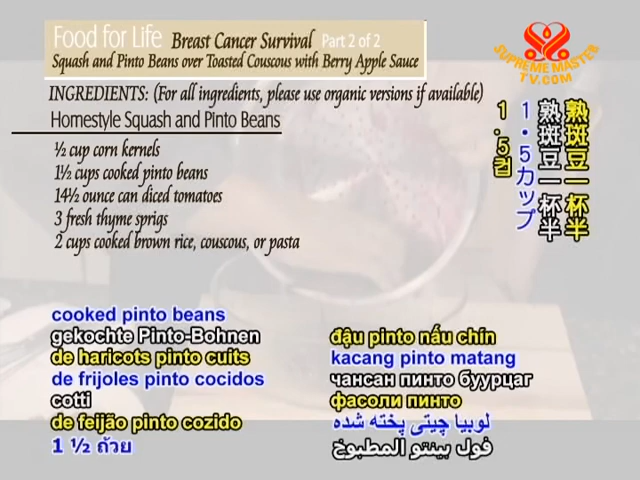 Food for Life Breast Cancer Survival Part 2 of 2
Squash and Pinto Beans over Toasted Couscous with Berry Apple Sauce
SUPREME MASTER
TV.COM
INGREDIENTS: (For all ingredients, please use organic versions if available)
Homestyle Squash and Pinto Beans
½ cup corn kernels
1½ cups cooked pinto beans
14½ ounce can diced tomatoes
3 fresh thyme sprigs
2 cups cooked brown rice, couscous, or pasta
熟斑豆一杯半
熟斑豆一杯半
1・5カップ
1.5컵
cooked pinto beans
gekochte Pinto-Bohnen
de haricots pinto cuits
de frijoles pinto cocidos
cotti
de feijão pinto cozido
1 ½ ถ้วย
đậu pinto nấu chín
kacang pinto matang
чансан пинто буурцаг
фасоли пинто
لوبیا چیتی پخته شده
فول بينتو المطبوخ